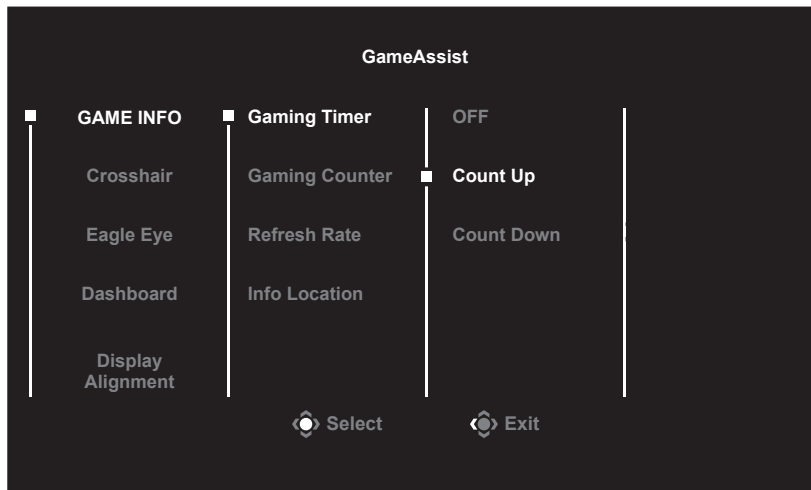 GameAssist
GAME INFO
Gaming Timer
OFF
Crosshair
Gaming Counter
Count Up
Eagle Eye
Refresh Rate
Count Down
Dashboard
Info Location
Display
Alignment
Select
Exit